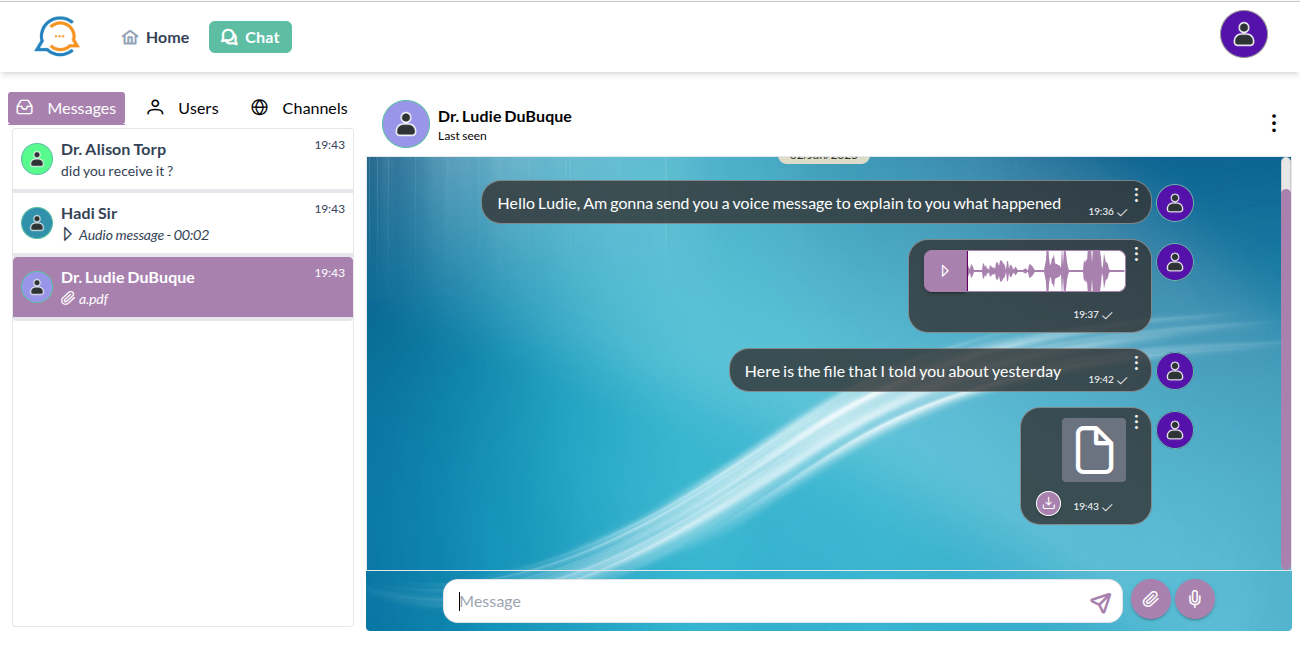 Home
Chat
Messages
Users
Channels
Dr. Alison Torp
19:43
did you receive it ?
Hadi Sir
19:43
Audio message - 00:02
Dr. Ludie DuBuque
19:43
a.pdf
Dr. Ludie DuBuque
Last seen
Hello Ludie, Am gonna send you a voice message to explain to you what happened
19:36
19:37
Here is the file that I told you about yesterday
19:42
19:43
Message